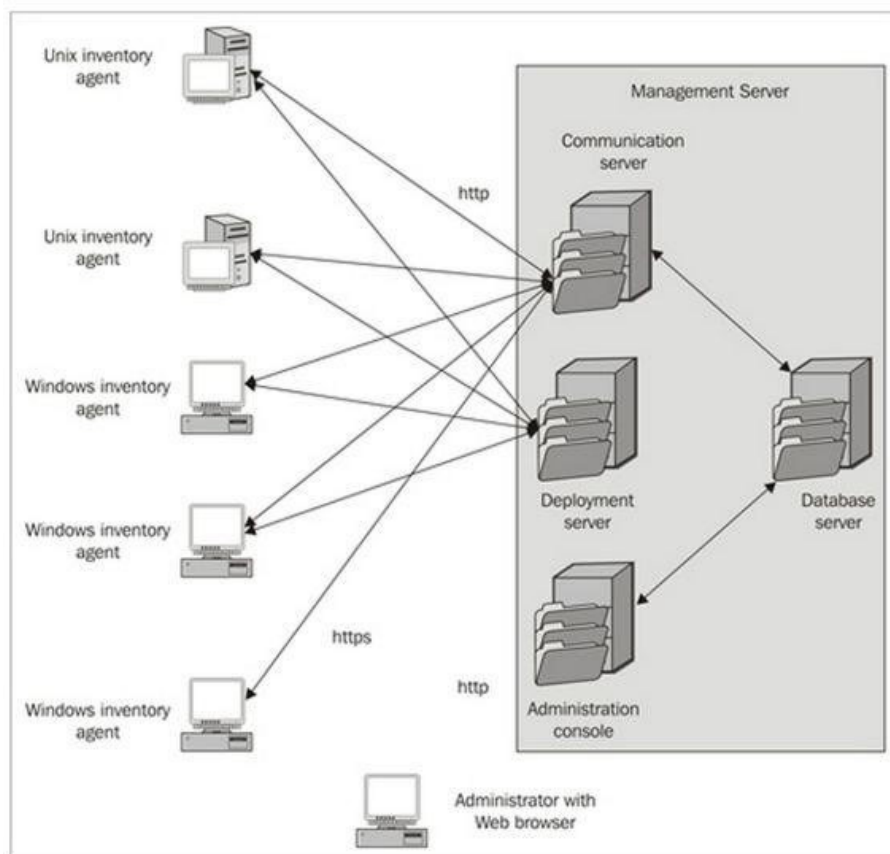 Unix inventory
agent
Management Server
Communication
server
http
Unix inventory
agent
Windows inventory
agent
Deployment
server
Database
server
Windows inventory
agent
https
http
Windows inventory
agent
Administration
console
Administrator with
Web browser